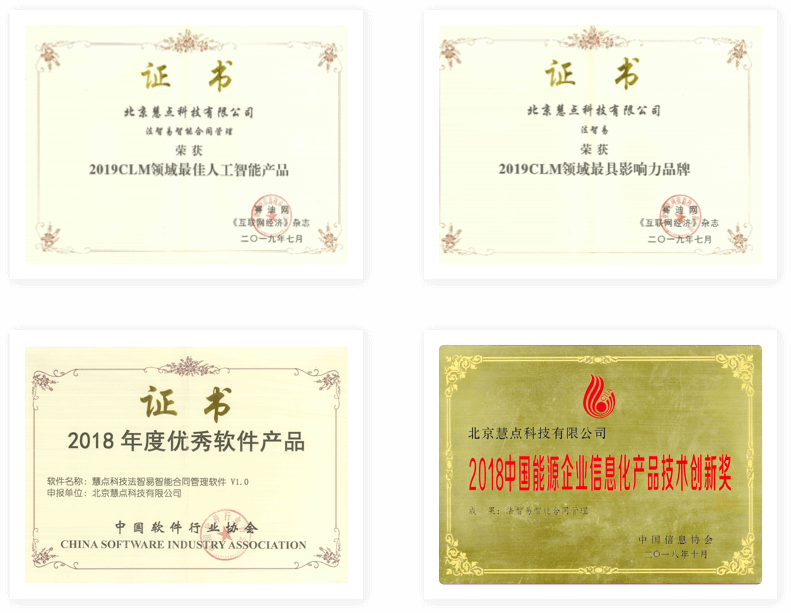 证 书
北京慧点科技有限公司
法智易智能合同管理
荣 获
2019CLM领域最佳人工智能产品
赛 迪 网
《互联网经济》杂志
二〇一九年七月
证 书
北京慧点科技有限公司
法智易
荣 获
2019CLM领域最具影响力品牌
赛 迪 网
《互联网经济》杂志
二〇一九年七月
证 书
2018 年度优秀软件产品
软件名称：慧点科技法智易智能合同管理软件 V1.0
申报单位：北京慧点科技有限公司
中 国 软 件 行 业 协 会
CHINA SOFTWARE INDUSTRY ASSOCIATION
北京慧点科技有限公司
2018中国能源企业信息化产品技术创新奖
成 果：法智易智能合同管理
中 国 信 息 协 会
二〇一八年十月